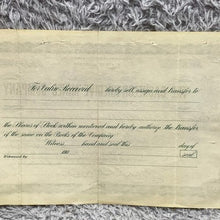 For Value Received hereby sell, assign and Transfer to
the Shares of Stock within mentioned and hereby authorize the Transfer
of the same on the Books of the Company
Witness hand and seal this day of
191
seal
Witnessed by